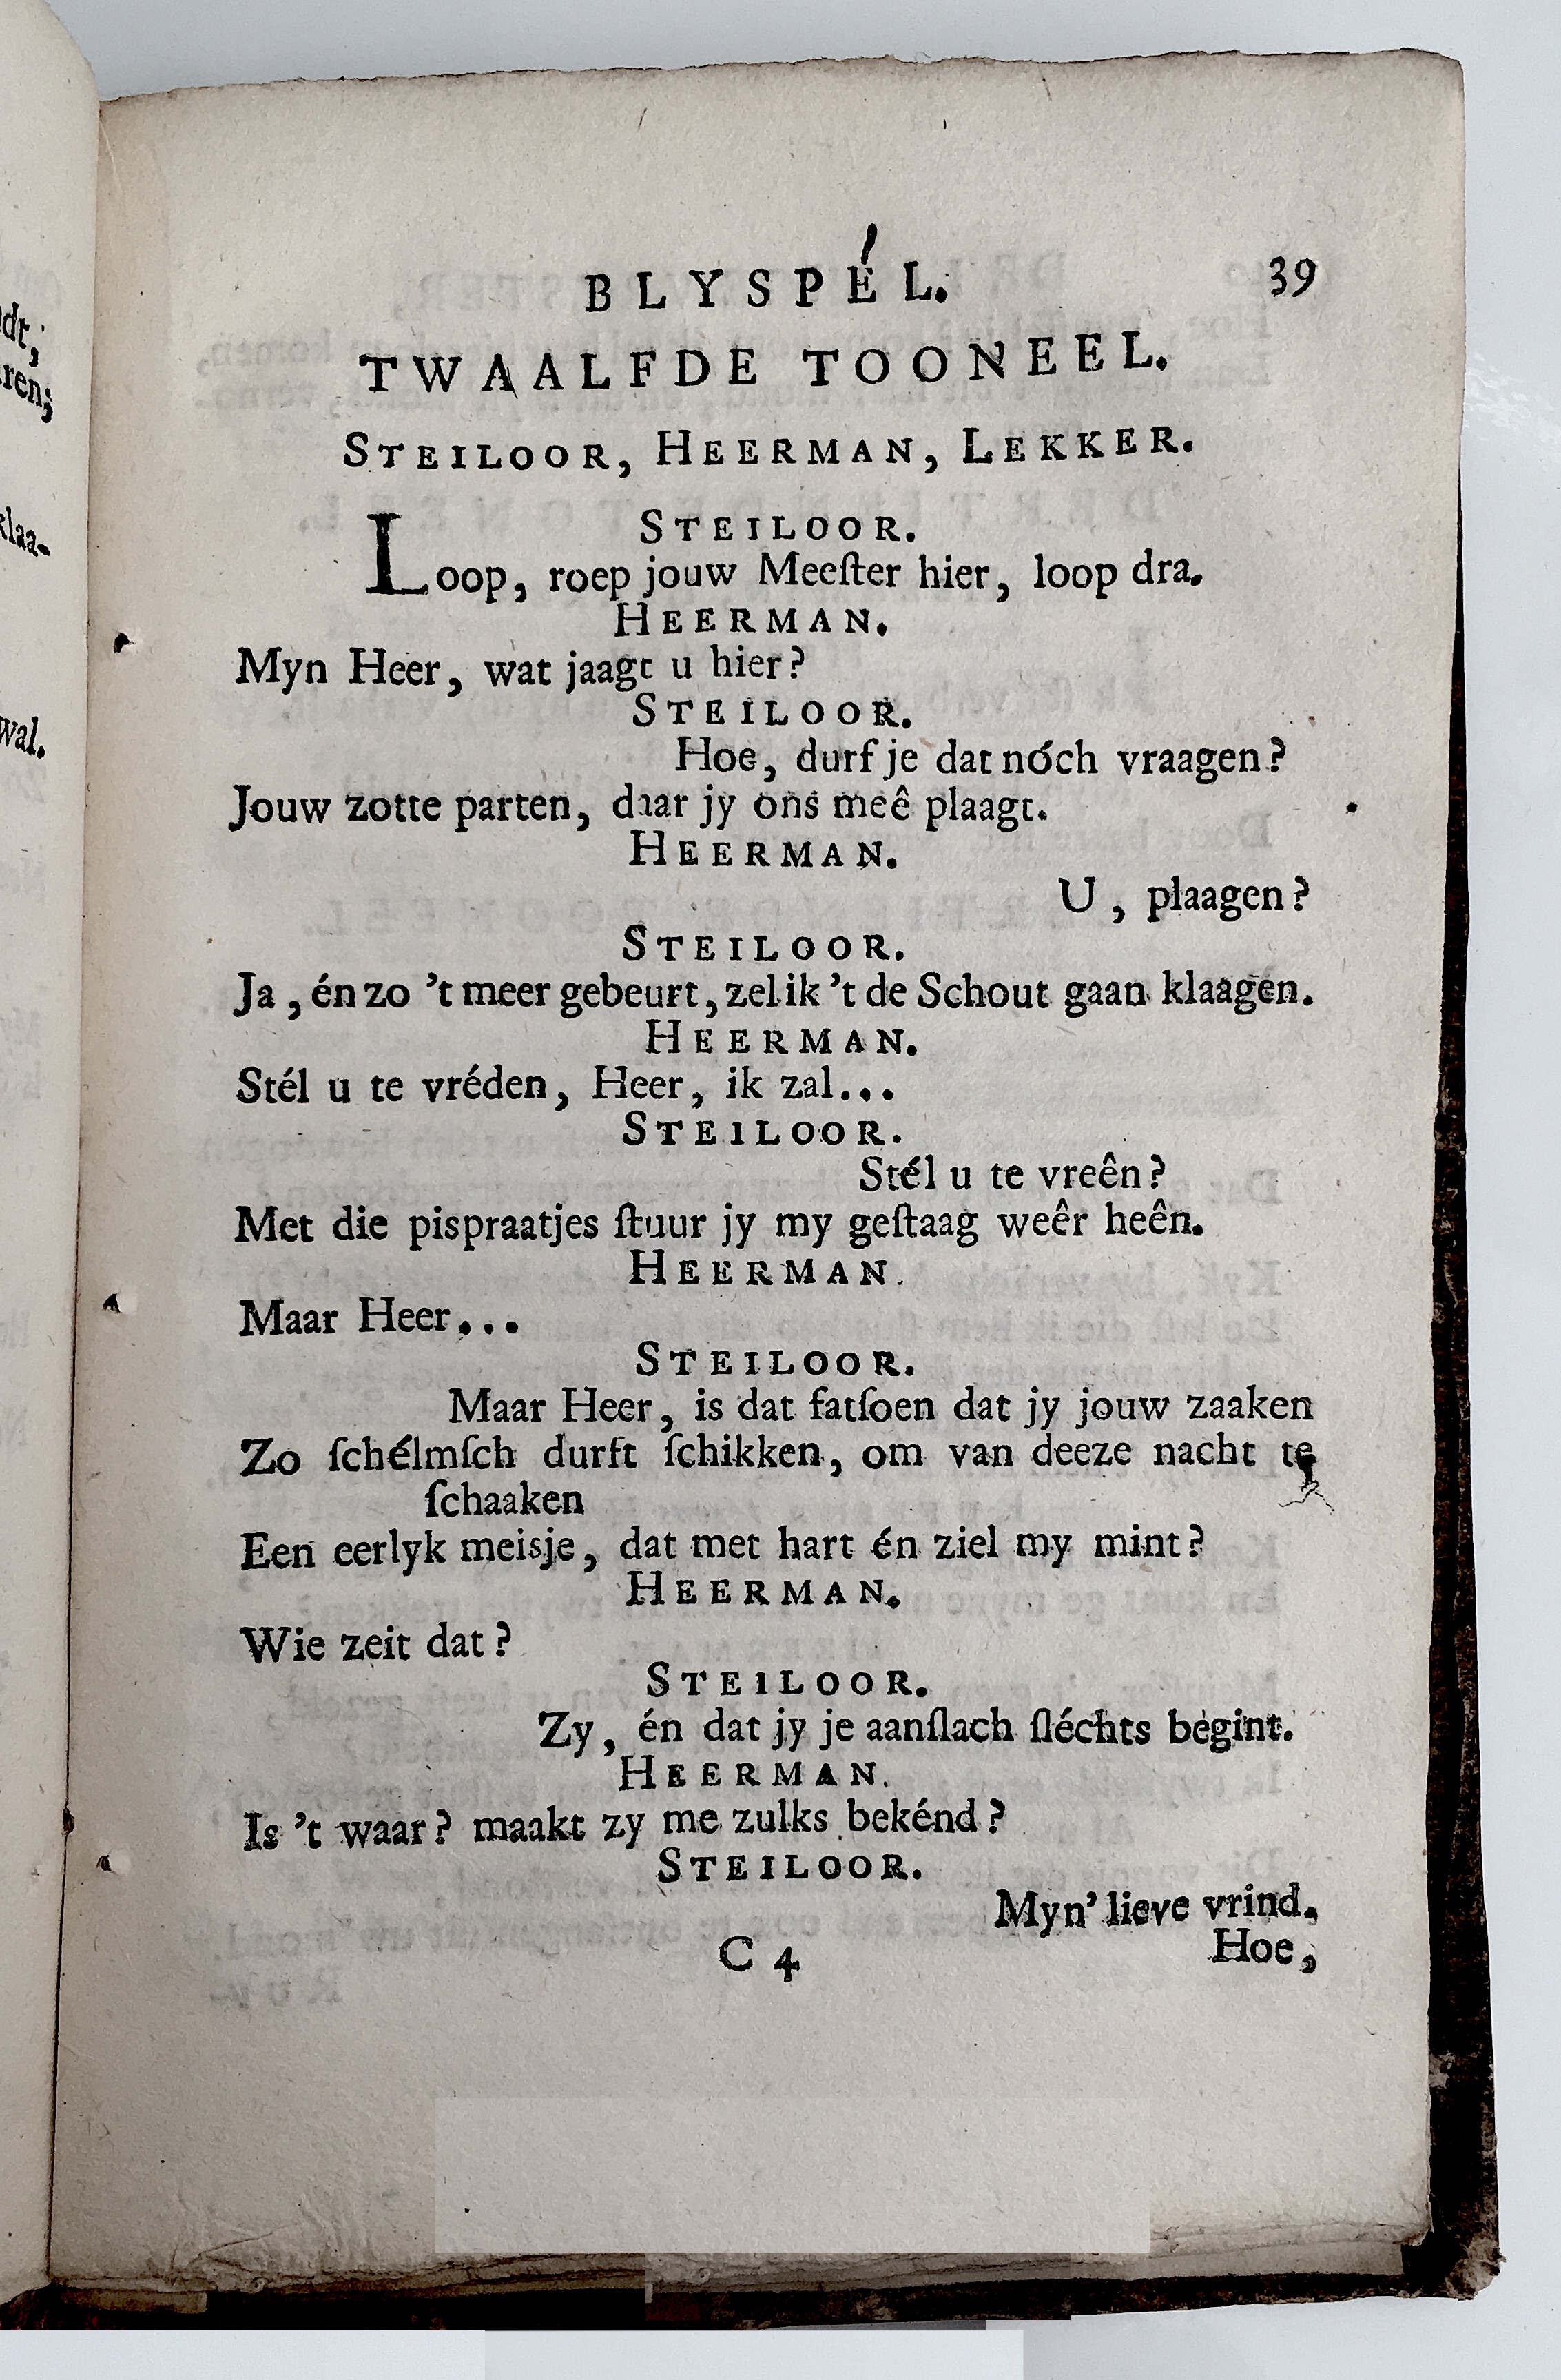 BLYSPÉL. 39
TWAALFDE TOONEEL.
STEILOOR, HEERMAN, LEKKER.
STEILOOR.
Loop, roep jouw Meeſter hier, loop dra.
HEERMAN.
Myn Heer, wat jaagt u hier?
STEILOOR.
Hoe, durf je dat nóch vraagen?
Jouw zotte parten, daar jy ons meê plaagt.
HEERMAN.
U, plaagen?
STEILOOR.
Ja, én zo 't meer gebeurt, zel ik 't de Schout gaan klaagen.
HEERMAN.
Stél u te vréden, Heer, ik zal...
STEILOOR.
Stél u te vreên?
Met die pispraatjes ſtuur jy my geſtaag weêr heên.
HEERMAN.
Maar Heer...
STEILOOR.
Maar Heer, is dat fatſoen dat jy jouw zaaken
Zo ſchélmſch durft ſchikken, om van deeze nacht te
ſchaaken
Een eerlyk meisje, dat met hart én ziel my mint?
HEERMAN.
Wie zeit dat?
STEILOOR.
Zy, én dat jy je aanſlach ſléchts begint.
HEERMAN.
Is 't waar? maakt zy me zulks bekénd?
STEILOOR.
Myn' lieve vrind.
C 4 Hoe,
dt;
ren;
klaa-
wal.